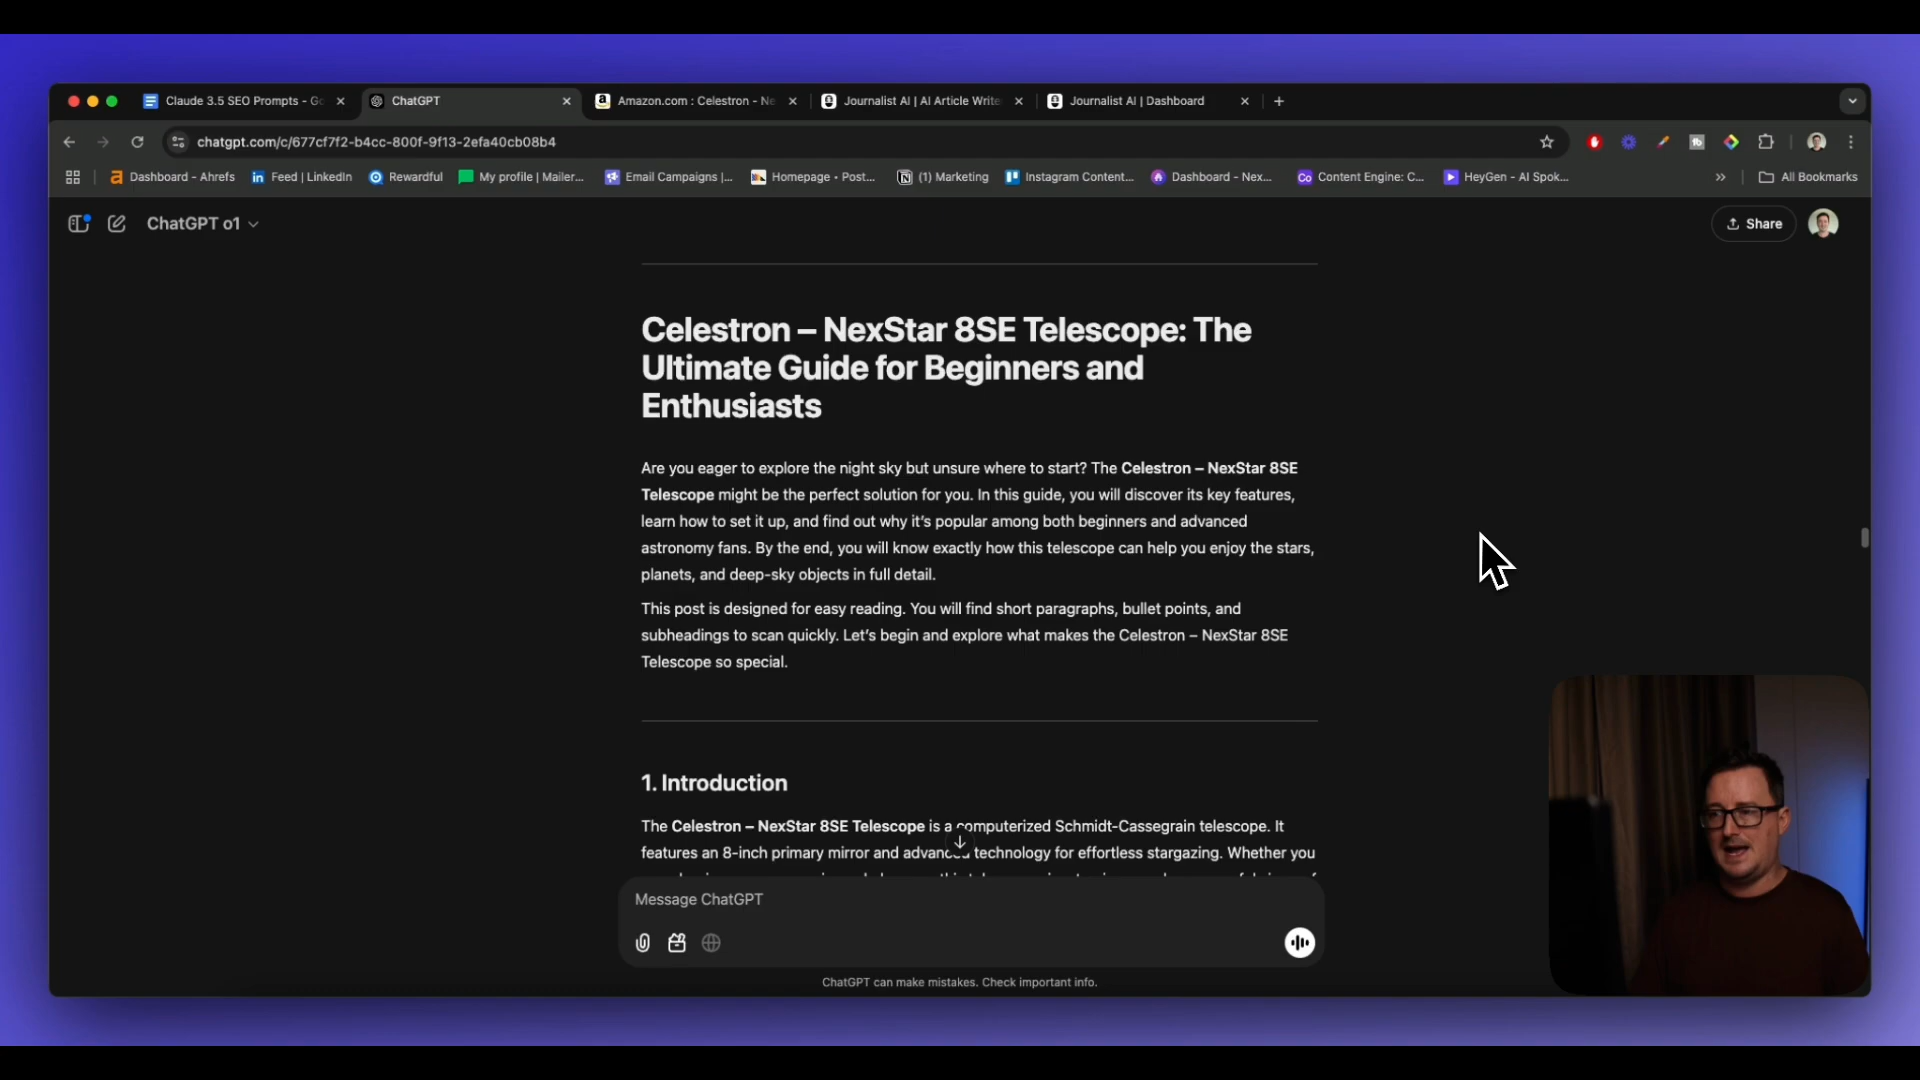 Claude 3.5 SEO Prompts - Go
ChatGPT
Amazon.com : Celestron - Ne
Journalist AI | AI Article Write
Journalist AI | Dashboard
chatgpt.com/c/677cf7f2-b4cc-800f-9f13-2efa40cb08b4
Dashboard - Ahrefs
Feed | LinkedIn
Rewardful
My profile | Mailer...
Email Campaigns |...
Homepage • Post...
(1) Marketing
Instagram Content...
Dashboard - Nex...
Content Engine: C...
HeyGen - AI Spok...
All Bookmarks
ChatGPT o1
Share
Celestron – NexStar 8SE Telescope: The
Ultimate Guide for Beginners and
Enthusiasts
Are you eager to explore the night sky but unsure where to start? The Celestron – NexStar 8SE
Telescope might be the perfect solution for you. In this guide, you will discover its key features,
learn how to set it up, and find out why it's popular among both beginners and advanced
astronomy fans. By the end, you will know exactly how this telescope can help you enjoy the stars,
planets, and deep-sky objects in full detail.
This post is designed for easy reading. You will find short paragraphs, bullet points, and
subheadings to scan quickly. Let's begin and explore what makes the Celestron – NexStar 8SE
Telescope so special.
1. Introduction
The Celestron – NexStar 8SE Telescope is a computerized Schmidt-Cassegrain telescope. It
features an 8-inch primary mirror and advanced technology for effortless stargazing. Whether you
Message ChatGPT
ChatGPT can make mistakes. Check important info.